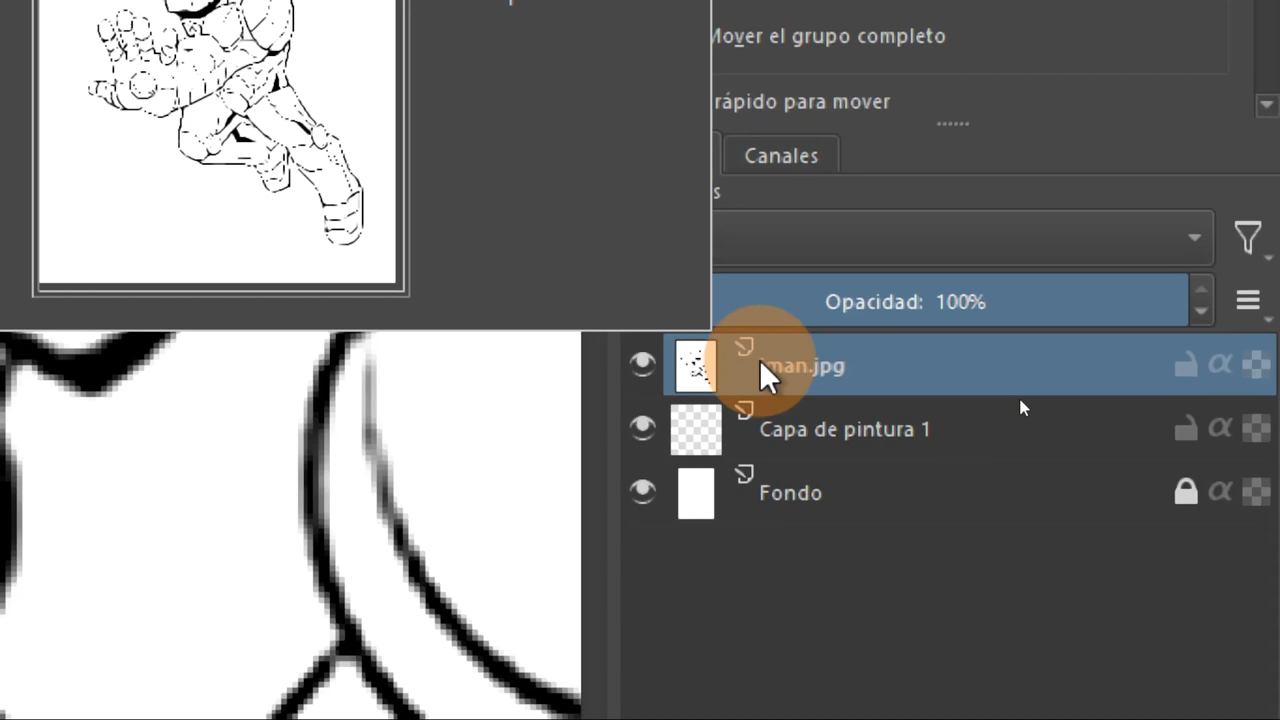 Mover el grupo completo
rápido para mover
Canales
s
Opacidad: 100%
man.jpg
Capa de pintura 1
α
Fondo
α